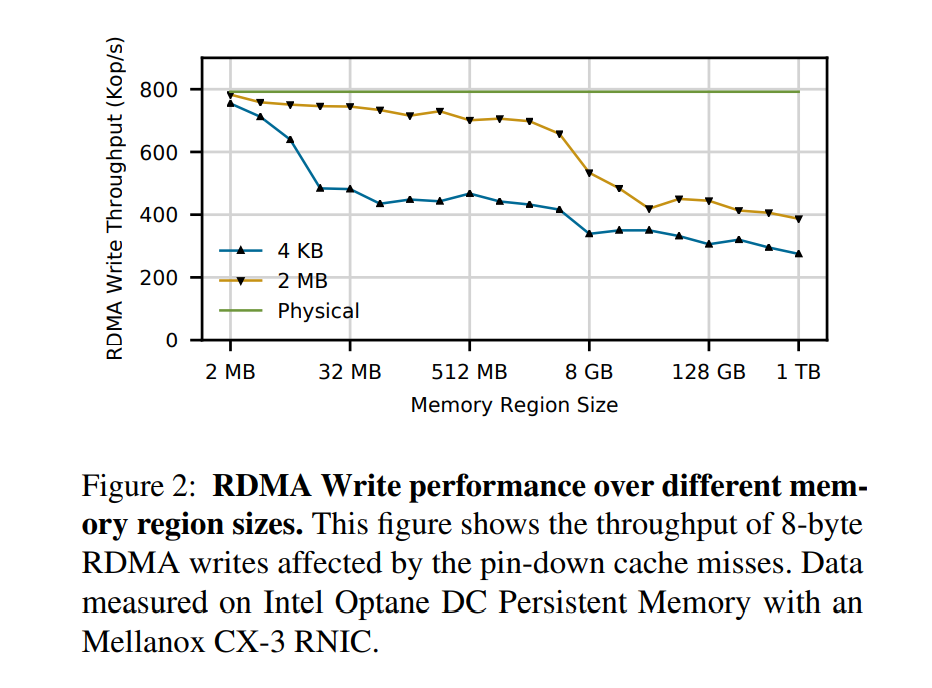 RDMA Write Throughput (Kop/s)
800
600
400
200
0
4 KB
2 MB
Physical
2 MB
32 MB
512 MB
8 GB
128 GB
1 TB
Memory Region Size
Figure 2: RDMA Write performance over different mem-
ory region sizes. This figure shows the throughput of 8-byte
RDMA writes affected by the pin-down cache misses. Data
measured on Intel Optane DC Persistent Memory with an
Mellanox CX-3 RNIC.